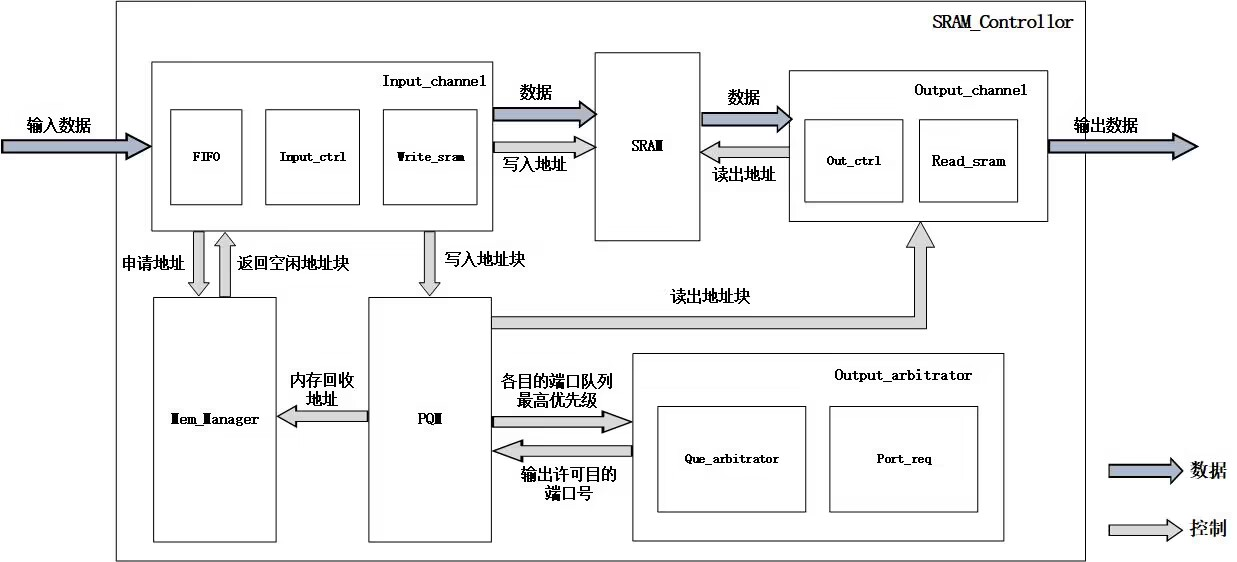 SRAM_Controllor
Input_channel
数据
数据
Output_channel
输入数据
输出数据
FIFO
Input_ctrl
Write_sram
SRAM
Out_ctrl
Read_sram
写入地址
读出地址
申请地址
返回空闲地址块
写入地址块
读出地址块
内存回收
地址
各目的端口队列
最高优先级
Output_arbitrator
Mem_Manager
PQM
Que_arbitrator
Port_req
输出许可目的
端口号
数据
控制